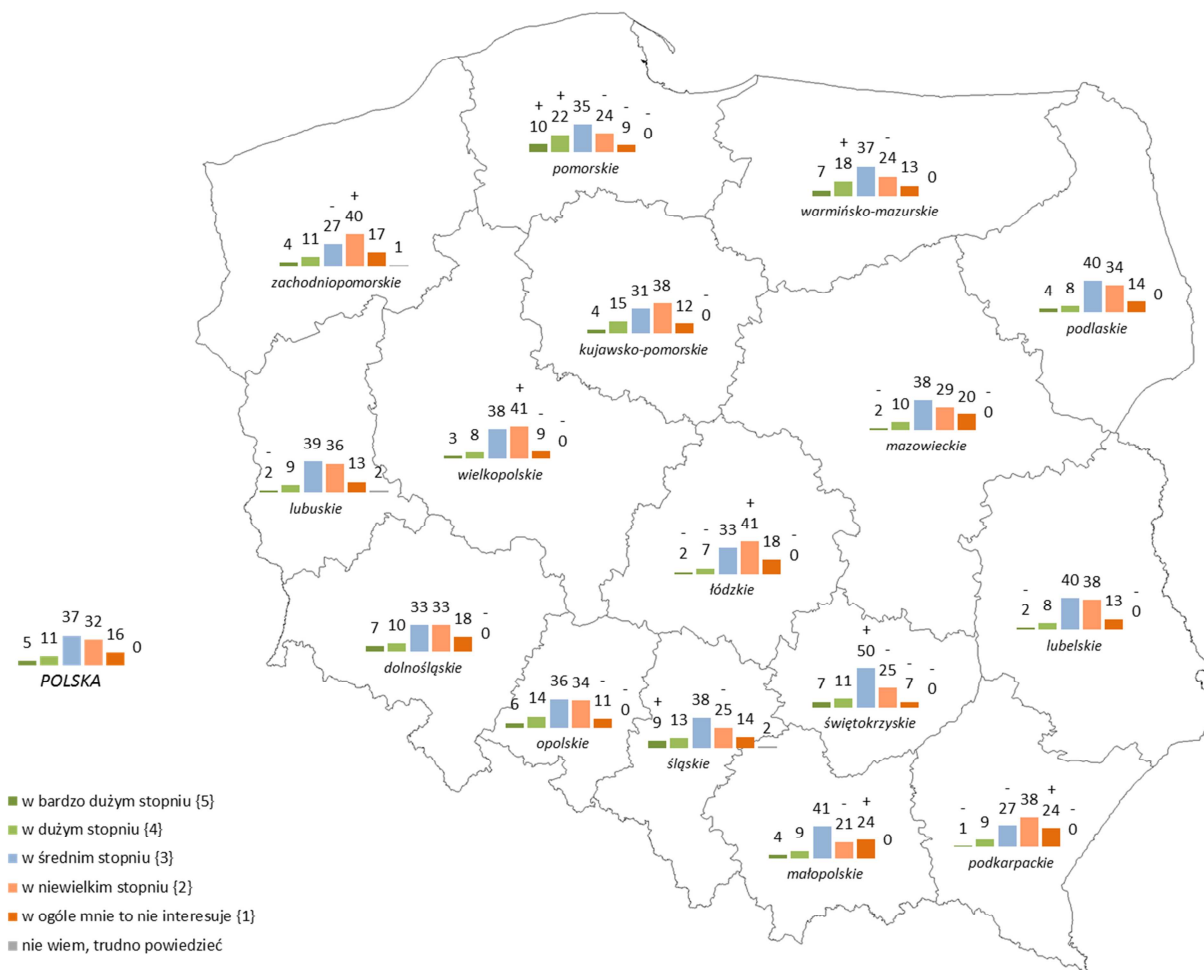 + + - - -
10 22 35 24 9 0
pomorskie
+ -
7 18 37 24 13 0
warmińsko-mazurskie
- +
4 11 27 40 17 1
zachodniopomorskie
-
4 15 31 38 12 0
kujawsko-pomorskie
4 8 40 34 14 0
podlaskie
- -
2 10 38 29 20 0
mazowieckie
+ - -
3 8 38 41 9 0
wielkopolskie
-
2 9 39 36 13 2
lubuskie
- - + -
2 7 33 41 18 0
łódzkie
- -
2 8 40 38 13 0
lubelskie
-
7 10 33 33 18 0
dolnośląskie
5 11 37 32 16 0
POLSKA
+ - - -
7 11 50 25 7 0
świętokrzyskie
- -
6 14 36 34 11 0
opolskie
+ -
9 13 38 25 14 2
śląskie
- +
4 9 41 21 24 0
małopolskie
- - + -
1 9 27 38 24 0
podkarpackie
w bardzo dużym stopniu {5}
w dużym stopniu {4}
w średnim stopniu {3}
w niewielkim stopniu {2}
w ogóle mnie to nie interesuje {1}
nie wiem, trudno powiedzieć